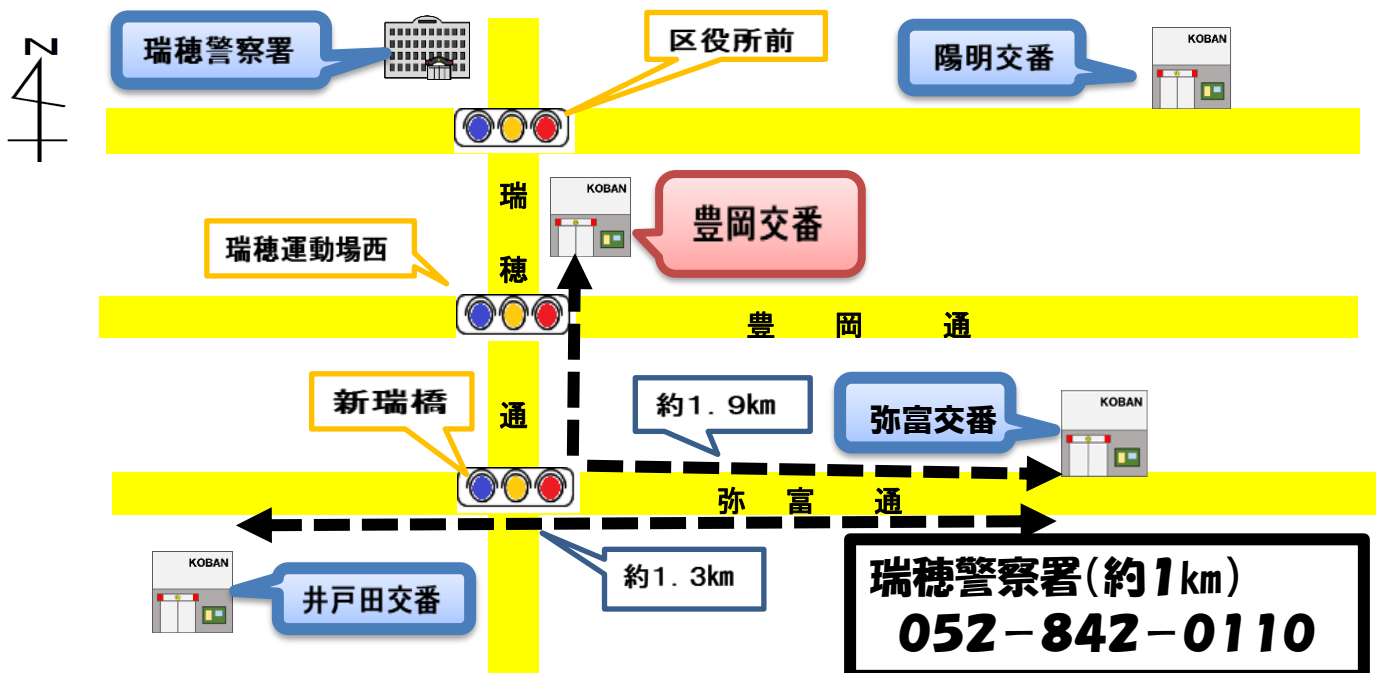 N
瑞穂警察署
区役所前
陽明交番
KOBAN
瑞穂通
KOBAN
豊岡交番
瑞穂運動場西
豊岡通
新瑞橋
約1.9km
弥富交番
KOBAN
弥富通
約1.3km
KOBAN
井戸田交番
瑞穂警察署(約1km)
052-842-0110